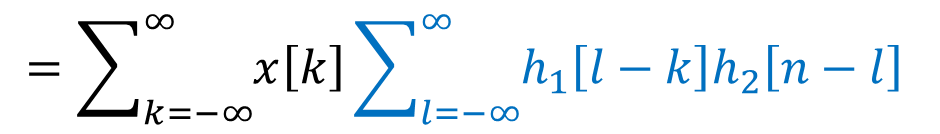 = ∑_{k=−∞}^{∞} x[k] ∑_{l=−∞}^{∞} h₁[l − k]h₂[n − l]